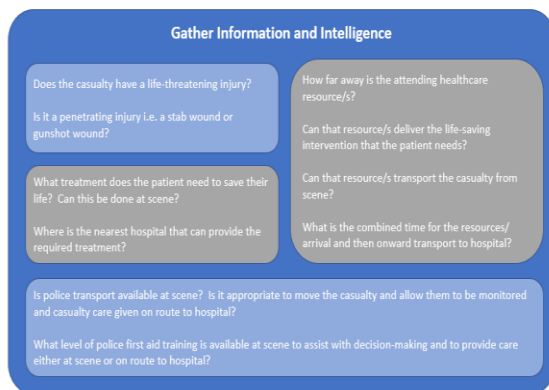 Gather Information and Intelligence
Does the casualty have a life-threatening injury?
Is it a penetrating injury i.e. a stab wound or
gunshot wound?
What treatment does the patient need to save their
life? Can this be done at scene?
Where is the nearest hospital that can provide the
required treatment?
How far away is the attending healthcare
resource/s?
Can that resource/s deliver the life-saving
intervention that the patient needs?
Can that resource/s transport the casualty from
scene?
What is the combined time for the resources/
arrival and then onward transport to hospital?
Is police transport available at scene? Is it appropriate to move the casualty and allow them to be monitored
and casualty care given on route to hospital?
What level of police first aid training is available at scene to assist with decision-making and to provide care
either at scene or on route to hospital?